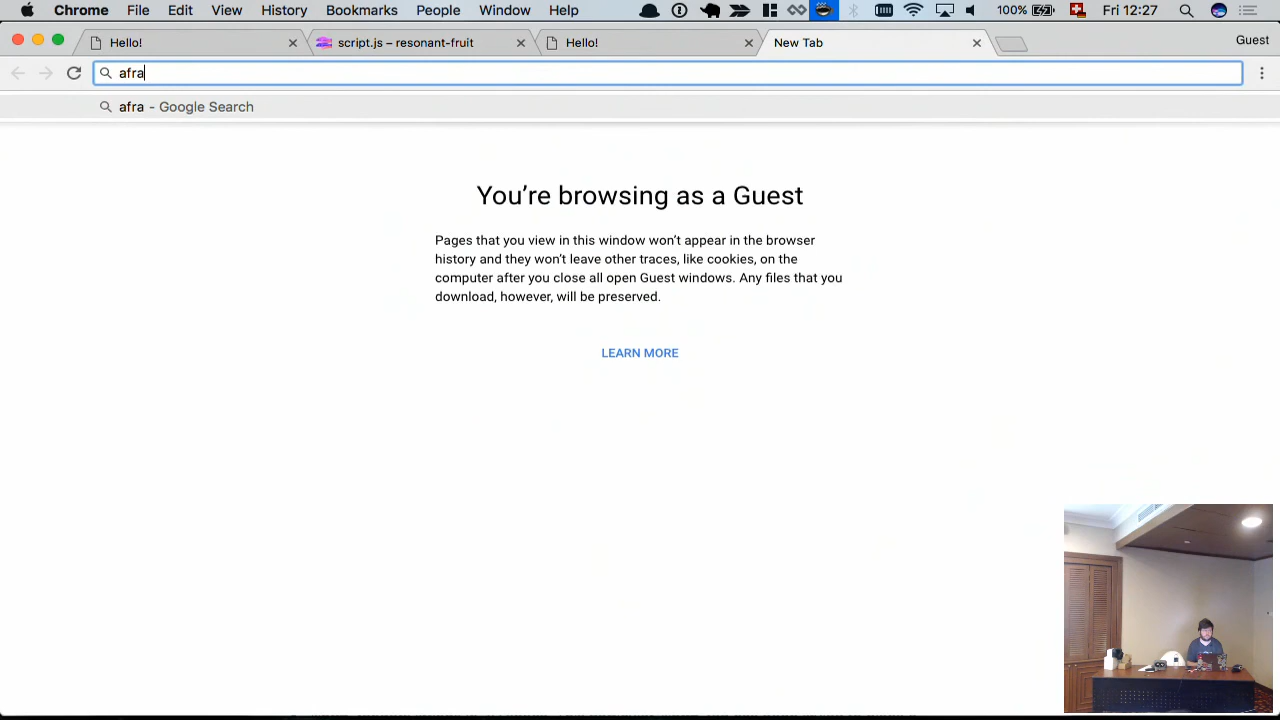 Chrome File Edit View History Bookmarks People Window Help 100% Fri 12:27
Hello! script.js – resonant-fruit Hello! New Tab Guest
afra
afra - Google Search
You're browsing as a Guest
Pages that you view in this window won't appear in the browser
history and they won't leave other traces, like cookies, on the
computer after you close all open Guest windows. Any files that you
download, however, will be preserved.
LEARN MORE